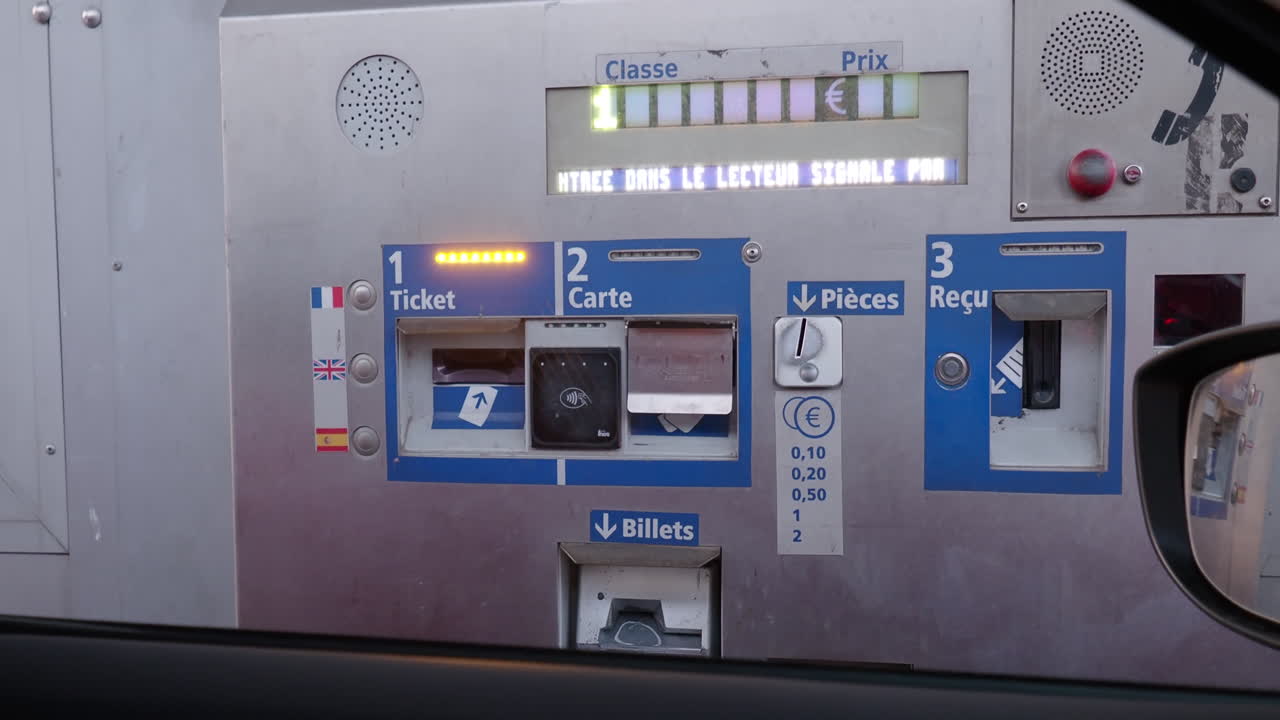 Classe Prix
1 €
NTREE DANS LE LECTEUR SIGNALE PAR
1 Ticket
2 Carte
Pièces
3 Reçu
€
0,10
0,20
0,50
1
2
Billets